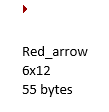 Red_arrow
6x12
55 bytes